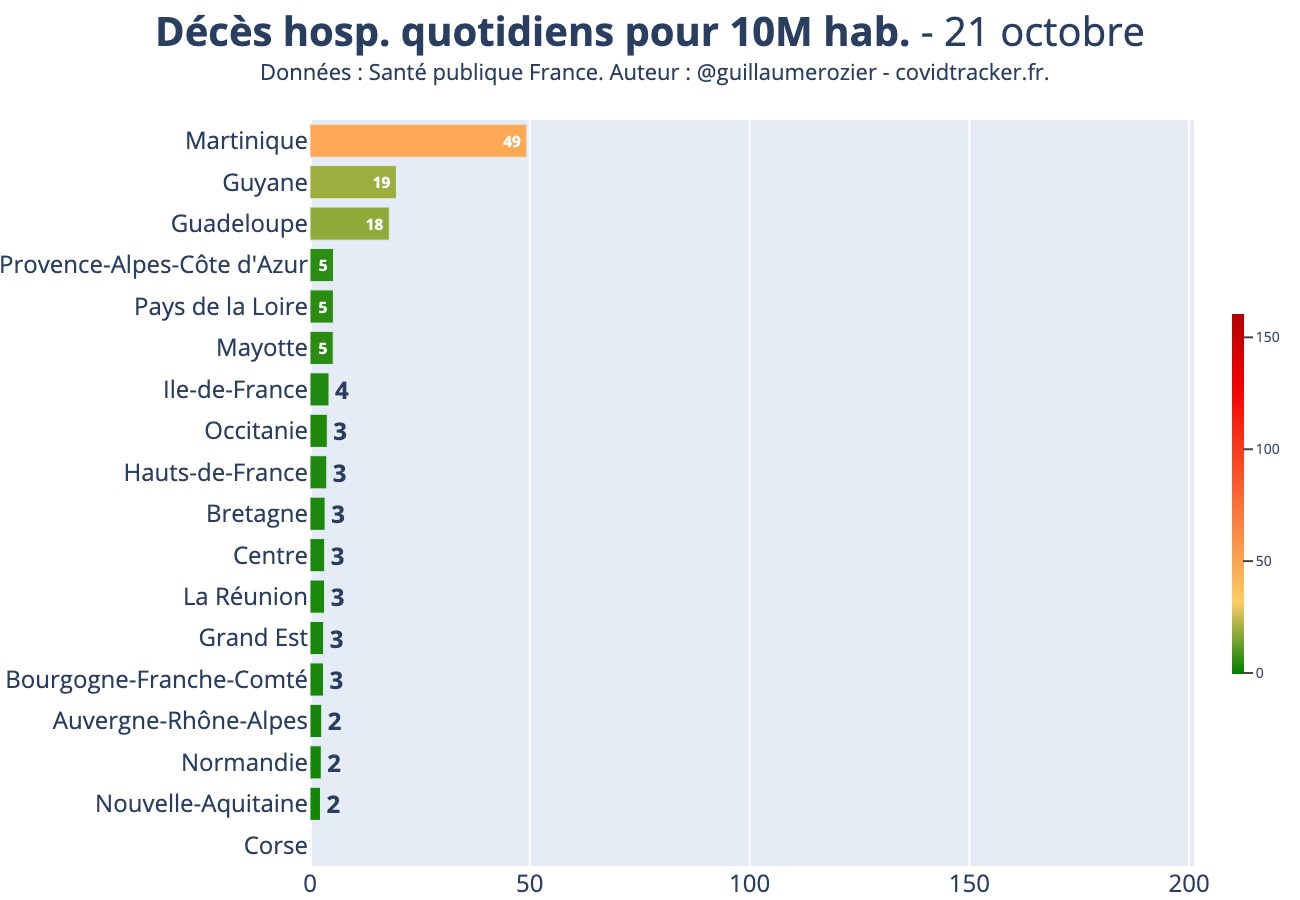 Décès hosp. quotidiens pour 10M hab. - 21 octobre
Données : Santé publique France. Auteur : @guillaumerozier - covidtracker.fr.
Martinique 49
Guyane 19
Guadeloupe 18
Provence-Alpes-Côte d'Azur 5
Pays de la Loire 5
Mayotte 5
Ile-de-France 4
Occitanie 3
Hauts-de-France 3
Bretagne 3
Centre 3
La Réunion 3
Grand Est 3
Bourgogne-Franche-Comté 3
Auvergne-Rhône-Alpes 2
Normandie 2
Nouvelle-Aquitaine 2
Corse
0 50 100 150 200
150
100
50
0